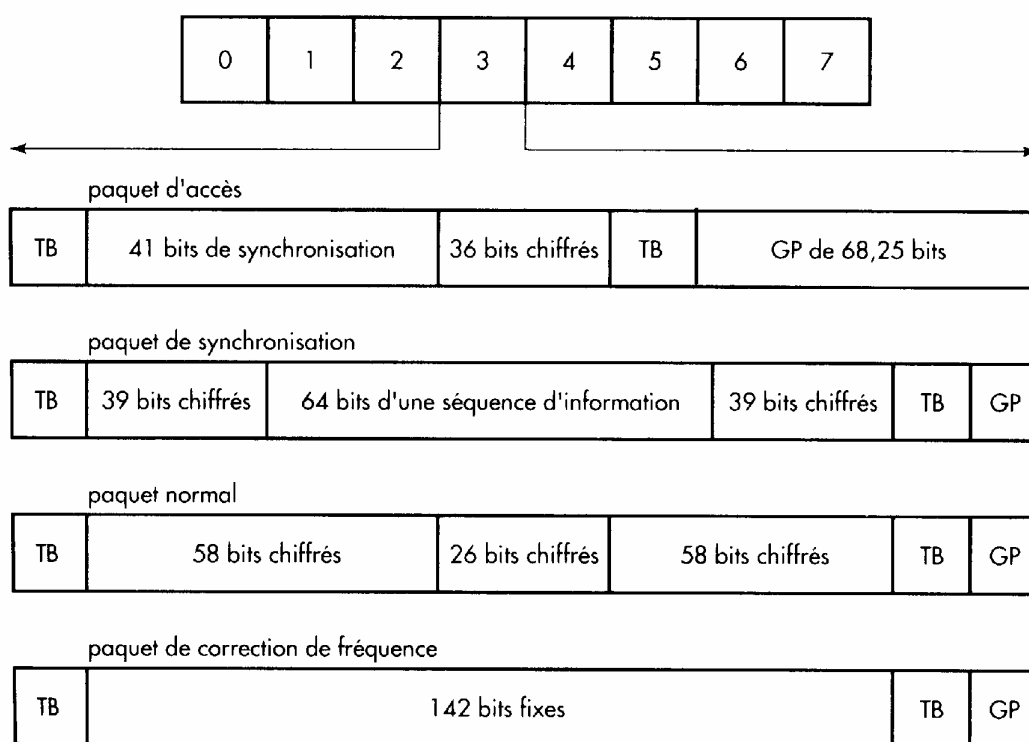 0 1 2 3 4 5 6 7
paquet d'accès
TB 41 bits de synchronisation 36 bits chiffrés TB GP de 68,25 bits
paquet de synchronisation
TB 39 bits chiffrés 64 bits d'une séquence d'information 39 bits chiffrés TB GP
paquet normal
TB 58 bits chiffrés 26 bits chiffrés 58 bits chiffrés TB GP
paquet de correction de fréquence
TB 142 bits fixes TB GP